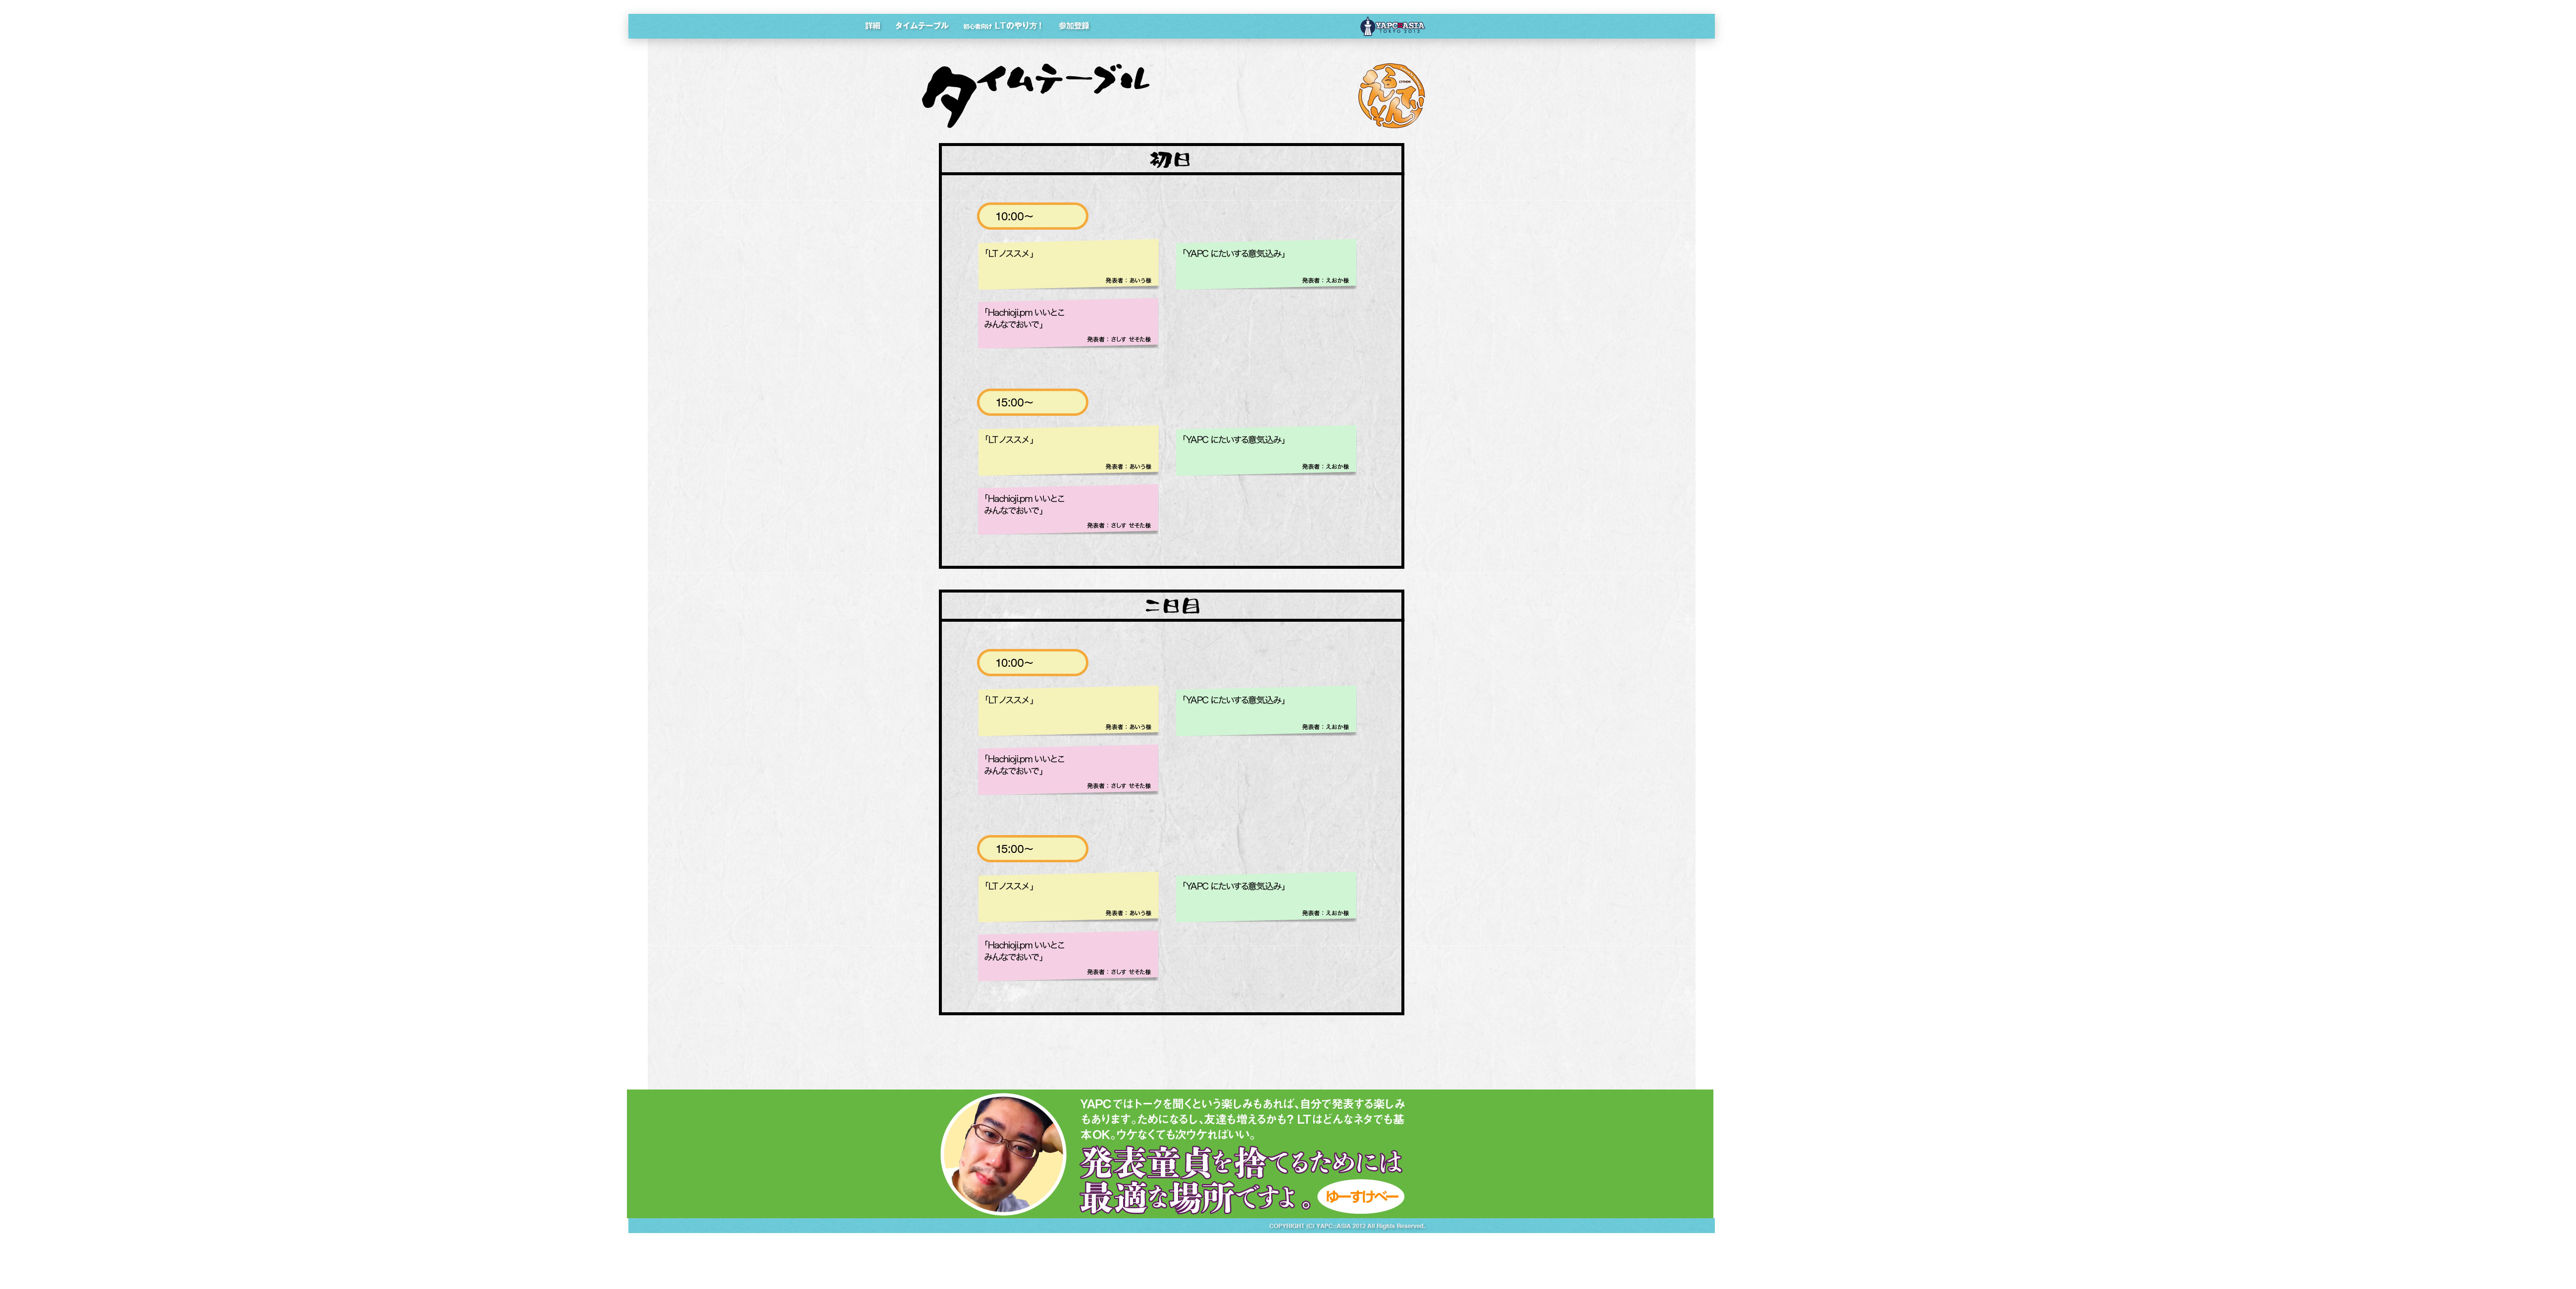 詳細 タイムテーブル 初心者向け LTのやり方！ 参加登録
YAPC::ASIA
TOKYO 2012
タイムテーブル
初日
10:00〜
「LTノススメ」
発表者：あいう様
「YAPC にたいする意気込み」
発表者：えおか様
「Hachioji.pm いいとこ
みんなでおいで」
発表者：さしす せそた様
15:00〜
「LTノススメ」
発表者：あいう様
「YAPC にたいする意気込み」
発表者：えおか様
「Hachioji.pm いいとこ
みんなでおいで」
発表者：さしす せそた様
二日目
10:00〜
「LTノススメ」
発表者：あいう様
「YAPC にたいする意気込み」
発表者：えおか様
「Hachioji.pm いいとこ
みんなでおいで」
発表者：さしす せそた様
15:00〜
「LTノススメ」
発表者：あいう様
「YAPC にたいする意気込み」
発表者：えおか様
「Hachioji.pm いいとこ
みんなでおいで」
発表者：さしす せそた様
YAPCではトークを聞くという楽しみもあれば、自分で発表する楽しみ
もあります。ためになるし、友達も増えるかも？LTはどんなネタでも基
本OK。ウケなくても次ウケればいい。
発表童貞を捨てるためには
最適な場所ですよ。
ゆーすけべー
COPYRIGHT (C) YAPC::ASIA 2012 All Rights Reserved.